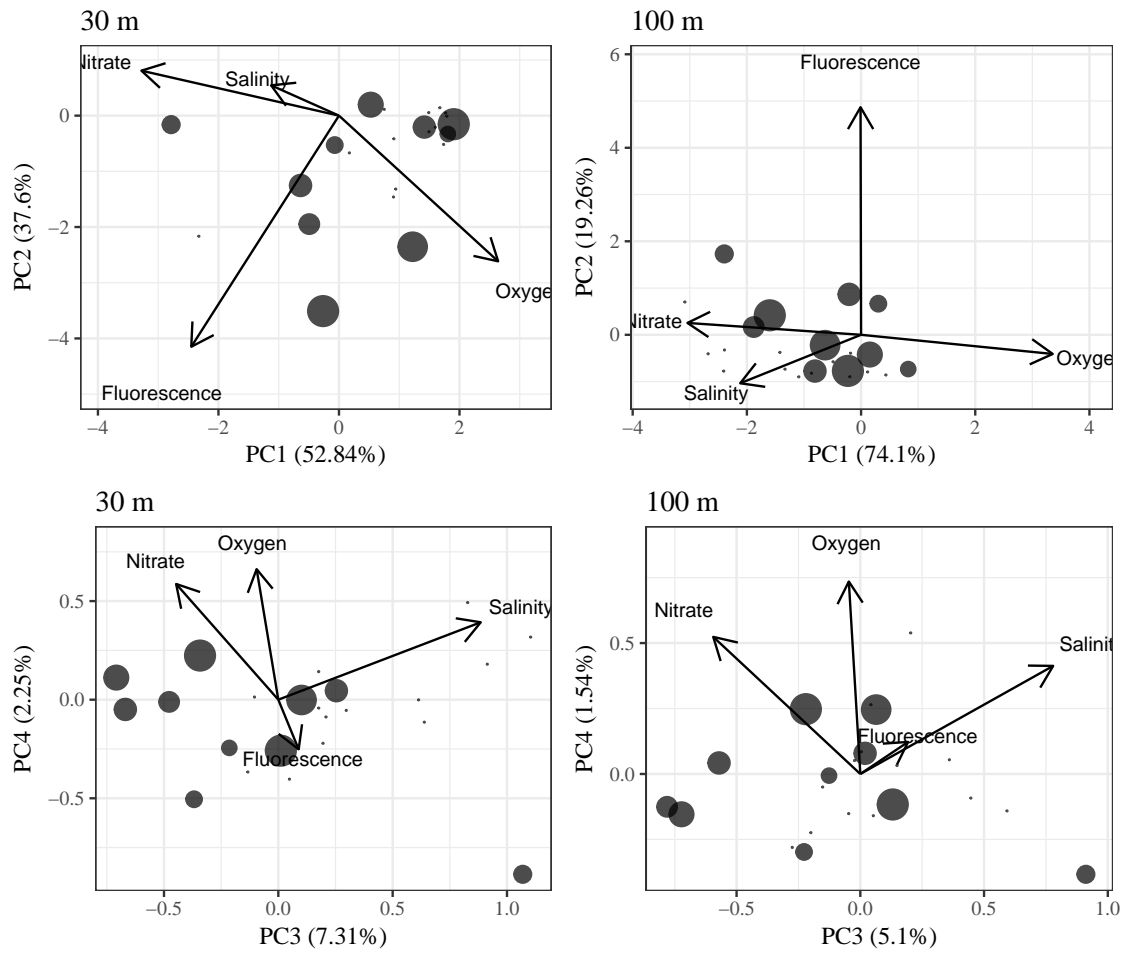 30 m
100 m
Nitrate
Salinity
Oxyge
Fluorescence
0
−2
−4
−4
−2
0
2
PC1 (52.84%)
PC2 (37.6%)
Fluorescence
Nitrate
Salinity
Oxyge
6
4
2
0
−4
−2
0
2
4
PC1 (74.1%)
PC2 (19.26%)
30 m
100 m
Nitrate
Oxygen
Salinity
Fluorescence
0.5
0.0
−0.5
−0.5
0.0
0.5
1.0
PC3 (7.31%)
PC4 (2.25%)
Oxygen
Nitrate
Salinit
Fluorescence
0.5
0.0
−0.5
0.0
0.5
1.0
PC3 (5.1%)
PC4 (1.54%)